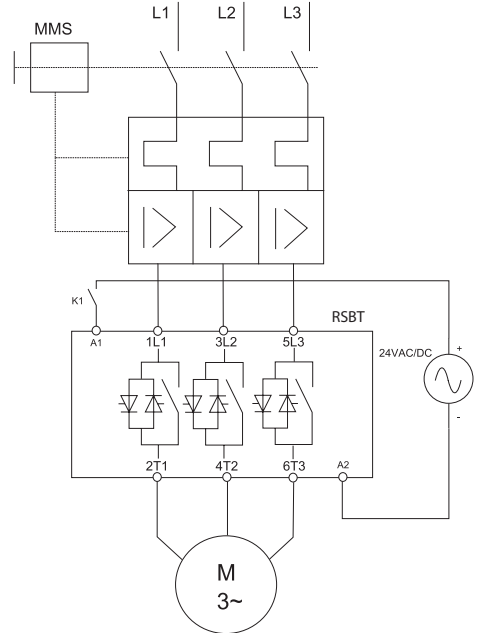 L1 L2 L3
MMS
K1
RSBT
A1 1L1 3L2 5L3
24VAC/DC
+
-
2T1 4T2 6T3 A2
M
3~